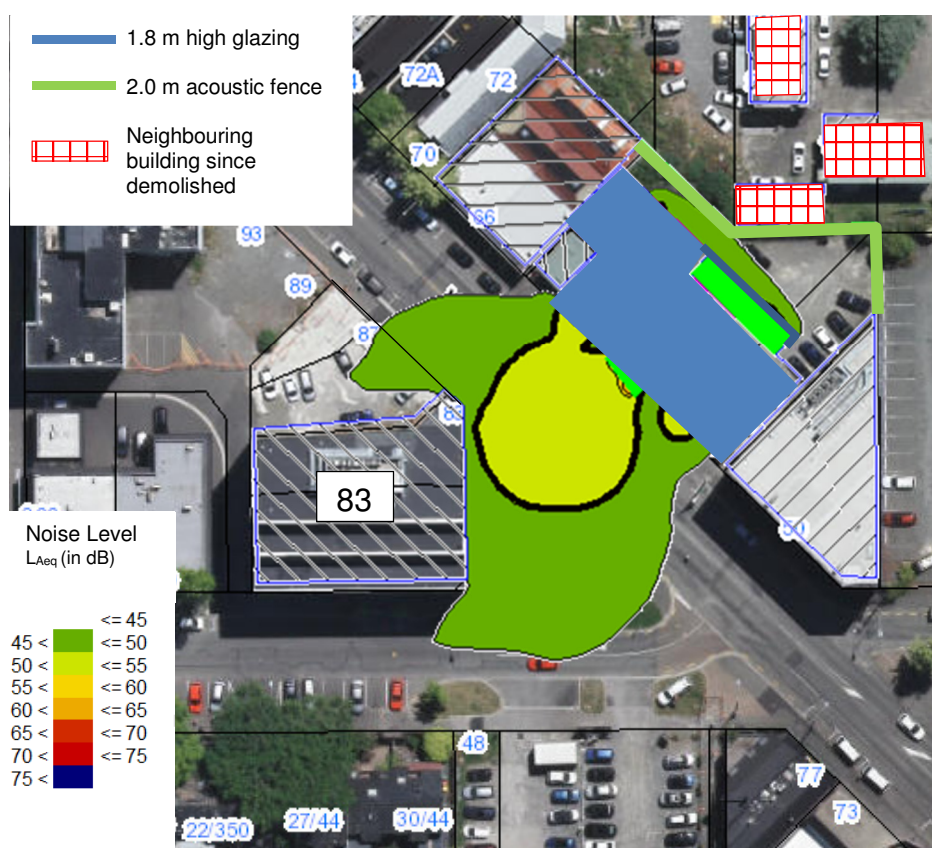 1.8 m high glazing
2.0 m acoustic fence
Neighbouring
building since
demolished
72A
72
70
66
93
89
87
83
83
Noise Level
LAeq (in dB)
<= 45
45 < <= 50
50 < <= 55
55 < <= 60
60 < <= 65
65 < <= 70
70 < <= 75
75 <
48
77
73
22/350
27/44
30/44